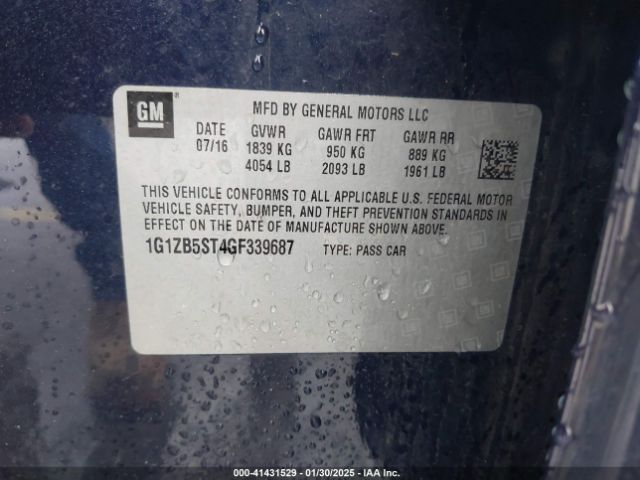 GM
MFD BY GENERAL MOTORS LLC
DATE GVWR GAWR FRT GAWR RR
07/16 1839 KG 950 KG 889 KG
4054 LB 2093 LB 1961 LB
THIS VEHICLE CONFORMS TO ALL APPLICABLE U.S. FEDERAL MOTOR
VEHICLE SAFETY, BUMPER, AND THEFT PREVENTION STANDARDS IN
EFFECT ON THE DATE OF MANUFACTURE SHOWN ABOVE.
1G1ZB5ST4GF339687 TYPE: PASS CAR
000-41431529 — 01/30/2025 — IAA Inc.